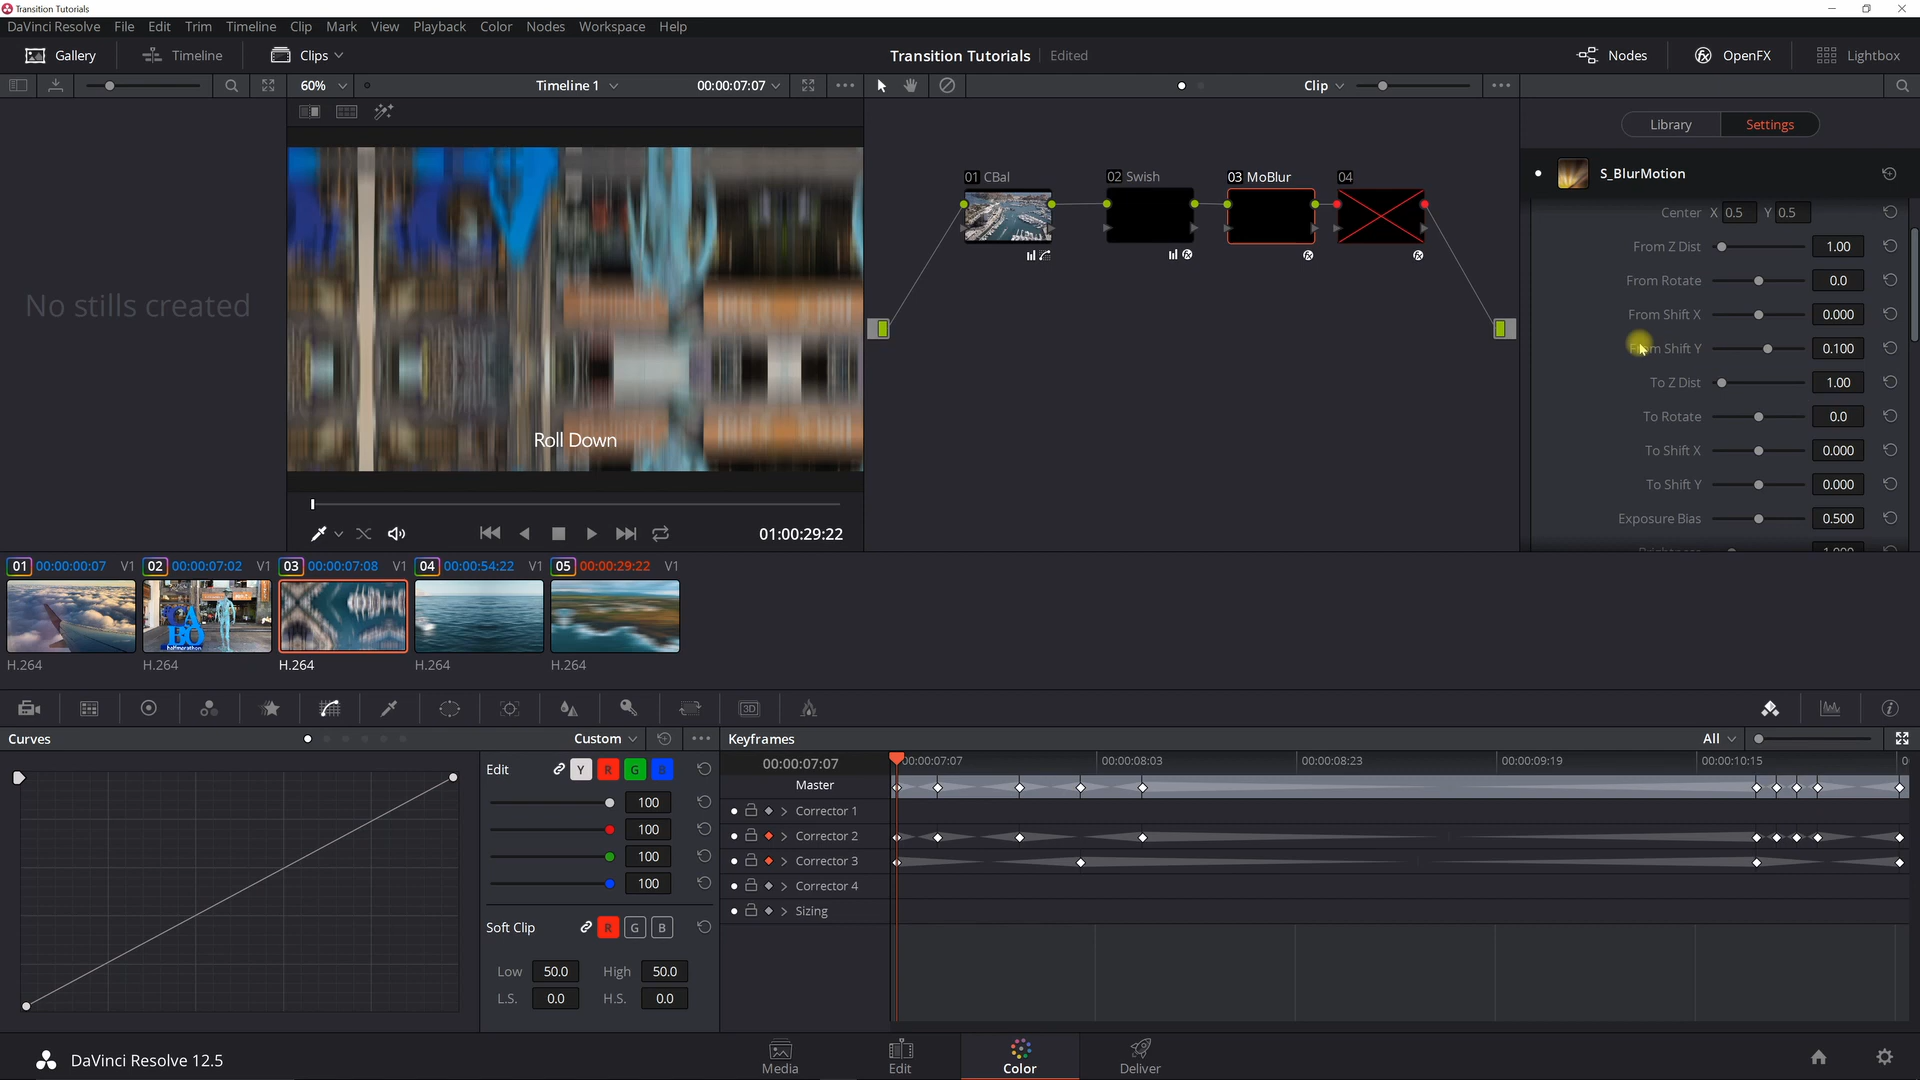 Transition Tutorials
DaVinci Resolve File Edit Trim Timeline Clip Mark View Playback Color Nodes Workspace Help
Gallery Timeline Clips Transition Tutorials Edited Nodes OpenFX Lightbox
60% Timeline 1 00:00:07:07 Clip
Library Settings
S_BlurMotion
01 CBal 02 Swish 03 MoBlur 04
Center X 0.5 Y 0.5
From Z Dist 1.00
From Rotate 0.0
From Shift X 0.000
From Shift Y 0.100
To Z Dist 1.00
To Rotate 0.0
To Shift X 0.000
To Shift Y 0.000
Exposure Bias 0.500
No stills created
Roll Down
01:00:29:22
01 00:00:00:07 V1 02 00:00:07:02 V1 03 00:00:07:08 V1 04 00:00:54:22 V1 05 00:00:29:22 V1
CABO
halfmarathon
H.264 H.264 H.264 H.264 H.264
3D
Curves Custom Keyframes All
Edit Y R G B
100
100
100
100
Soft Clip R G B
Low 50.0 High 50.0
L.S. 0.0 H.S. 0.0
00:00:07:07 00:00:07:07 00:00:08:03 00:00:08:23 00:00:09:19 00:00:10:15
Master
Corrector 1
Corrector 2
Corrector 3
Corrector 4
Sizing
DaVinci Resolve 12.5 Media Edit Color Deliver